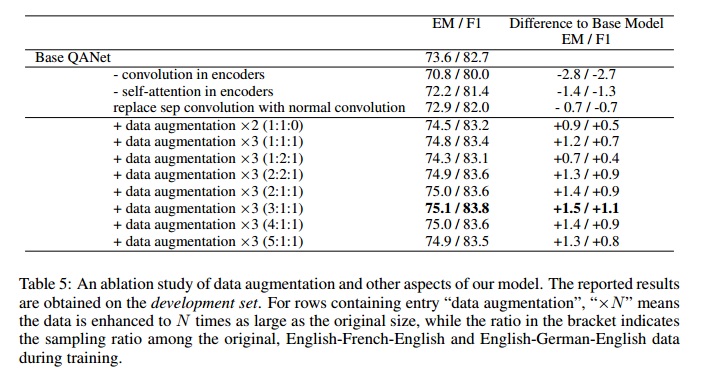 EM / F1 Difference to Base Model
EM / F1
Base QANet 73.6 / 82.7
- convolution in encoders 70.8 / 80.0 -2.8 / -2.7
- self-attention in encoders 72.2 / 81.4 -1.4 / -1.3
replace sep convolution with normal convolution 72.9 / 82.0 - 0.7 / -0.7
+ data augmentation ×2 (1:1:0) 74.5 / 83.2 +0.9 / +0.5
+ data augmentation ×3 (1:1:1) 74.8 / 83.4 +1.2 / +0.7
+ data augmentation ×3 (1:2:1) 74.3 / 83.1 +0.7 / +0.4
+ data augmentation ×3 (2:2:1) 74.9 / 83.6 +1.3 / +0.9
+ data augmentation ×3 (2:1:1) 75.0 / 83.6 +1.4 / +0.9
+ data augmentation ×3 (3:1:1) 75.1 / 83.8 +1.5 / +1.1
+ data augmentation ×3 (4:1:1) 75.0 / 83.6 +1.4 / +0.9
+ data augmentation ×3 (5:1:1) 74.9 / 83.5 +1.3 / +0.8
Table 5: An ablation study of data augmentation and other aspects of our model. The reported results
are obtained on the development set. For rows containing entry “data augmentation”, “×N” means
the data is enhanced to N times as large as the original size, while the ratio in the bracket indicates
the sampling ratio among the original, English-French-English and English-German-English data
during training.